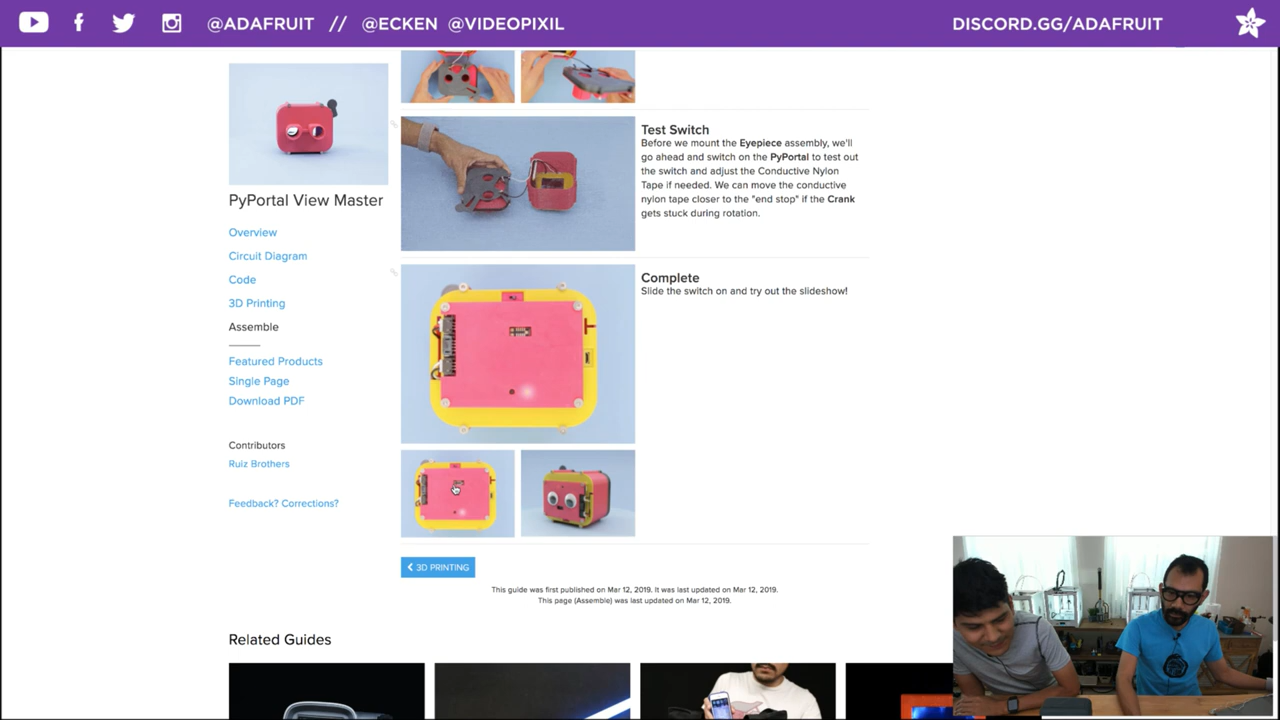 @ADAFRUIT // @ECKEN @VIDEOPIXIL
DISCORD.GG/ADAFRUIT
PyPortal View Master
Overview
Circuit Diagram
Code
3D Printing
Assemble
Featured Products
Single Page
Download PDF
Contributors
Ruiz Brothers
Feedback? Corrections?
Test Switch
Before we mount the Eyepiece assembly, we'll
go ahead and switch on the PyPortal to test out
the switch and adjust the Conductive Nylon
Tape if needed. We can move the conductive
nylon tape closer to the "end stop" if the Crank
gets stuck during rotation.
Complete
Slide the switch on and try out the slideshow!
3D PRINTING
This guide was first published on Mar 12, 2019. It was last updated on Mar 12, 2019.
This page (Assemble) was last updated on Mar 12, 2019.
Related Guides